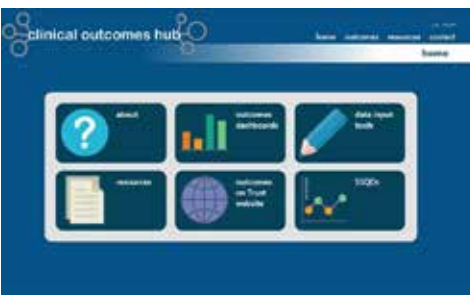 clinical outcomes hub
home outcomes resources contact
home
about
outcomes
dashboards
data input
tools
resources
outcomes
on Trust
website
SSQDs